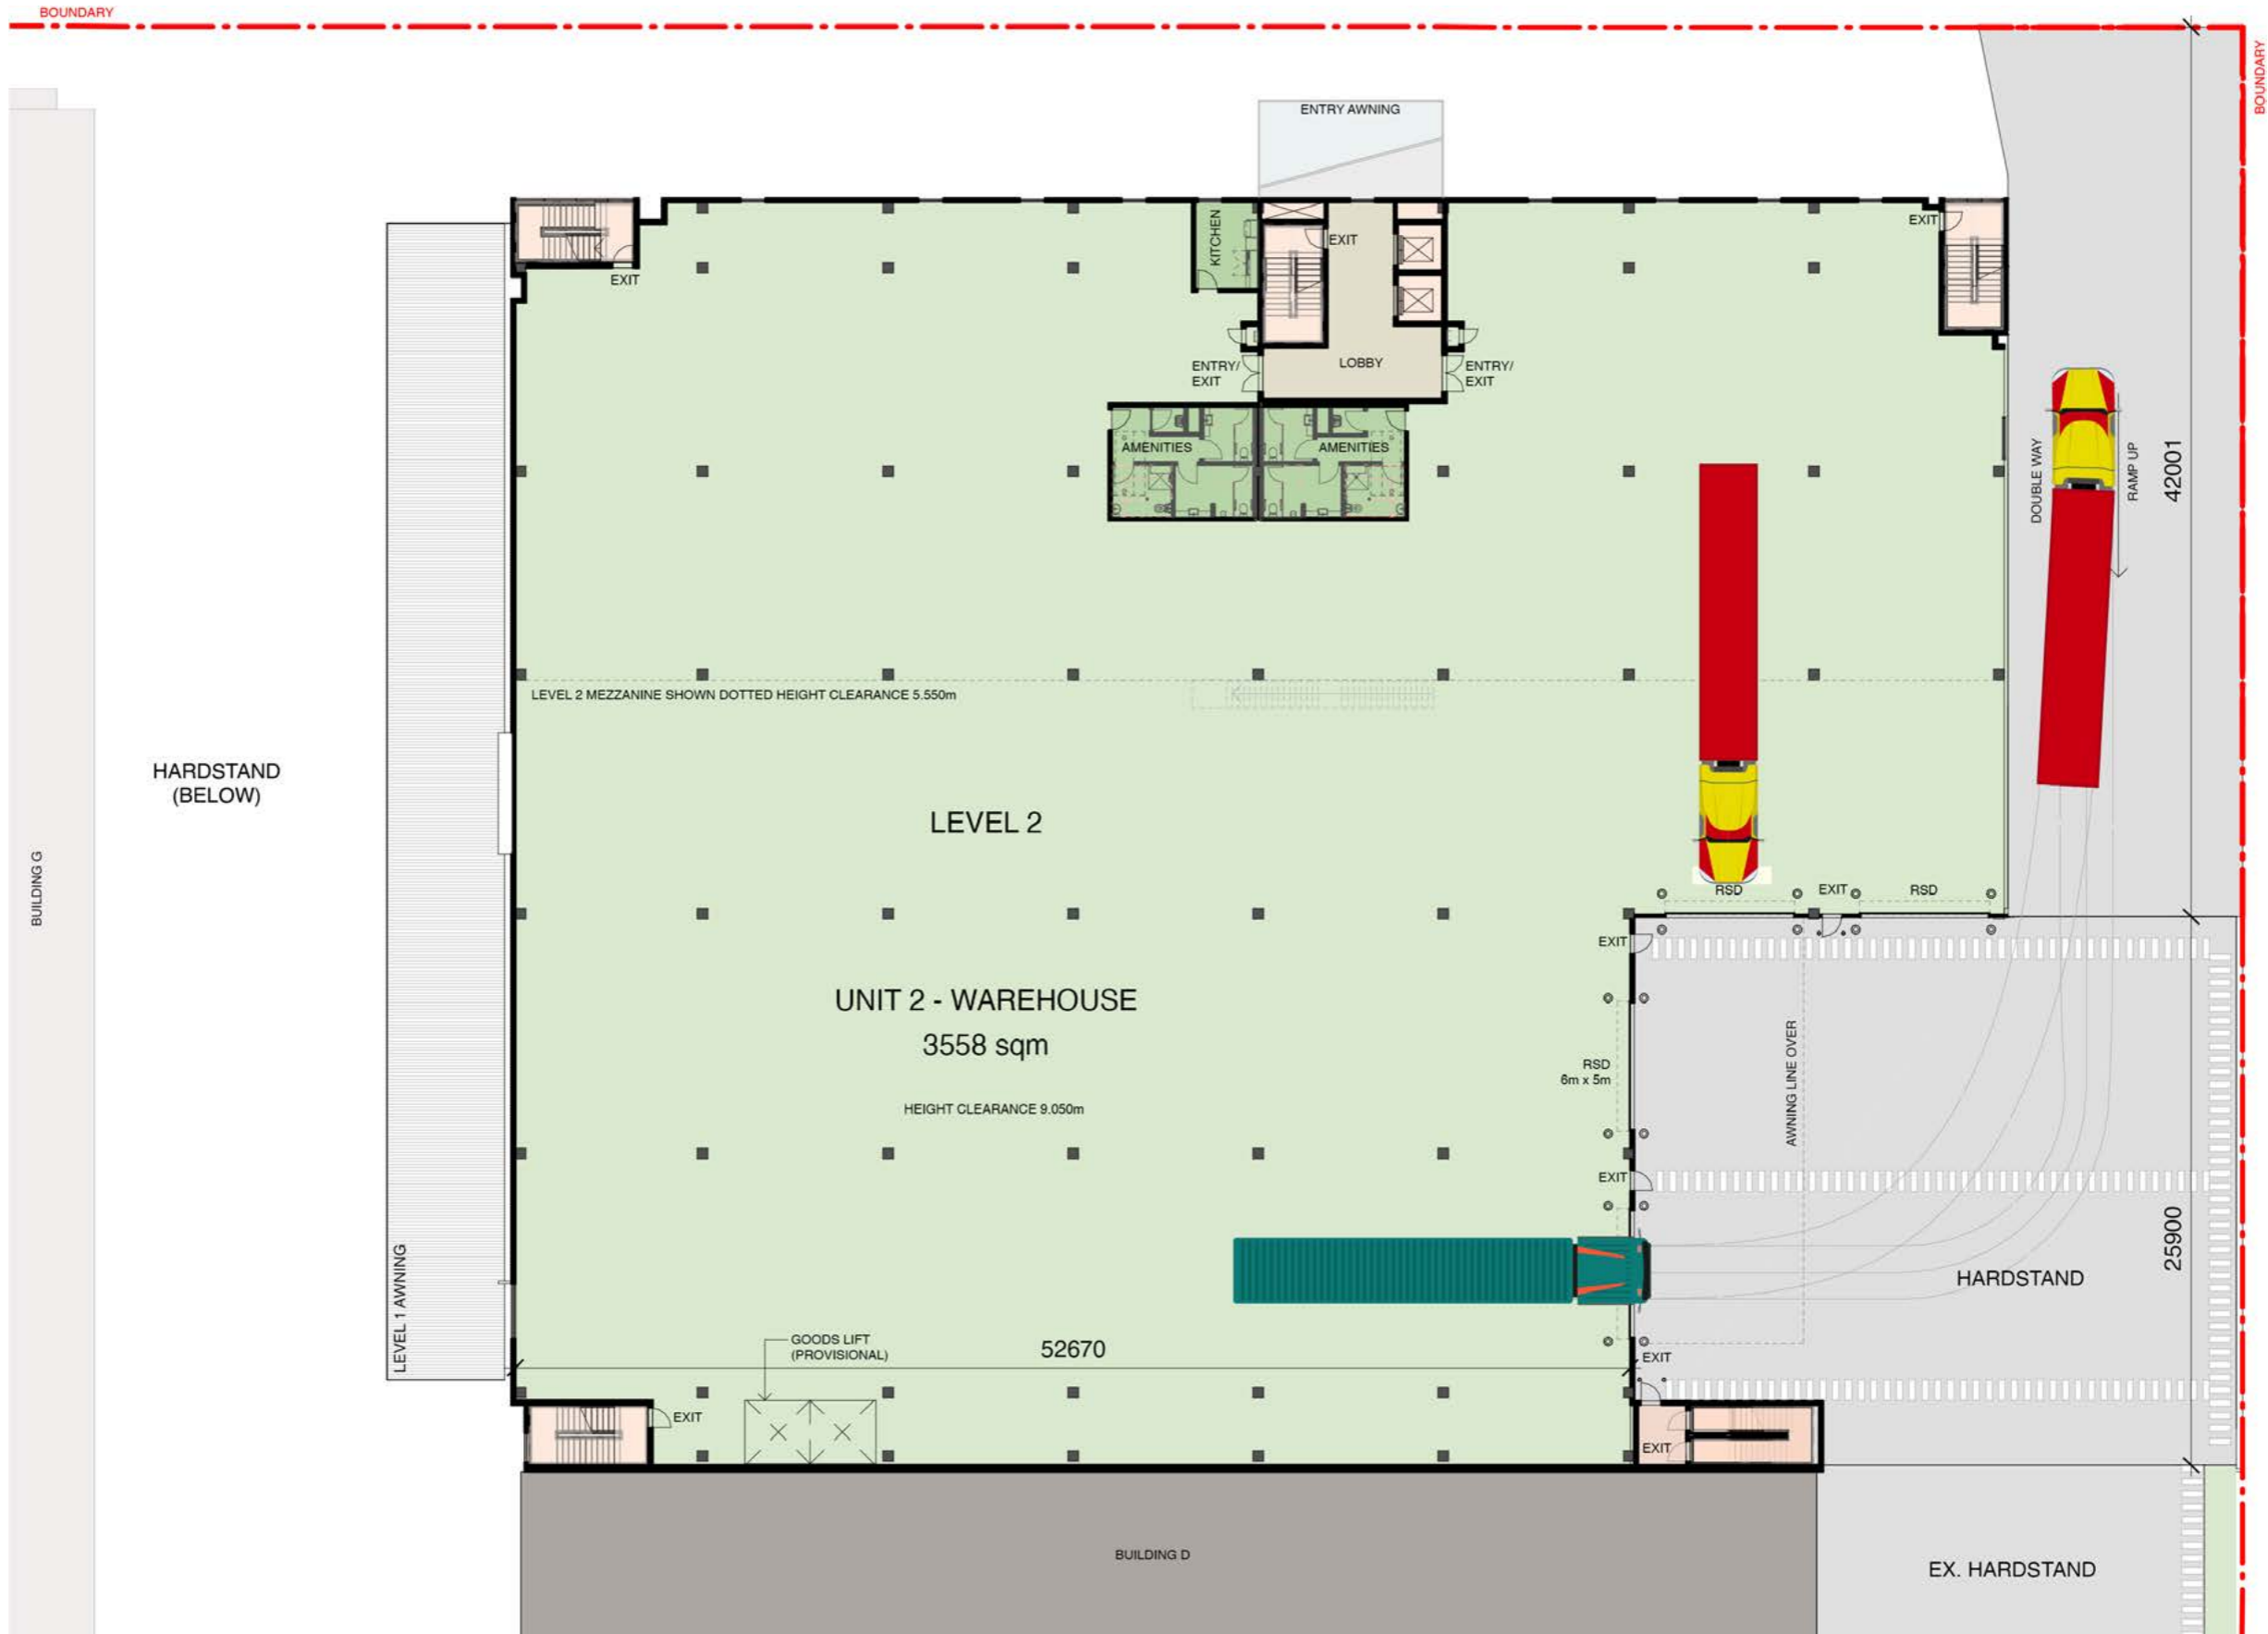 BOUNDARY
BOUNDARY
ENTRY AWNING
KITCHEN
EXIT
EXIT
EXIT
LOBBY
ENTRY/
EXIT
ENTRY/
EXIT
AMENITIES
AMENITIES
DOUBLE WAY
RAMP UP
42001
LEVEL 2 MEZZANINE SHOWN DOTTED HEIGHT CLEARANCE 5.550m
HARDSTAND
(BELOW)
BUILDING G
LEVEL 2
RSD
EXIT
RSD
EXIT
UNIT 2 - WAREHOUSE
3558 sqm
HEIGHT CLEARANCE 9.050m
RSD
6m x 5m
AWNING LINE OVER
EXIT
25900
HARDSTAND
LEVEL 1 AWNING
GOODS LIFT
(PROVISIONAL)
52670
EXIT
EXIT
EXIT
BUILDING D
EX. HARDSTAND